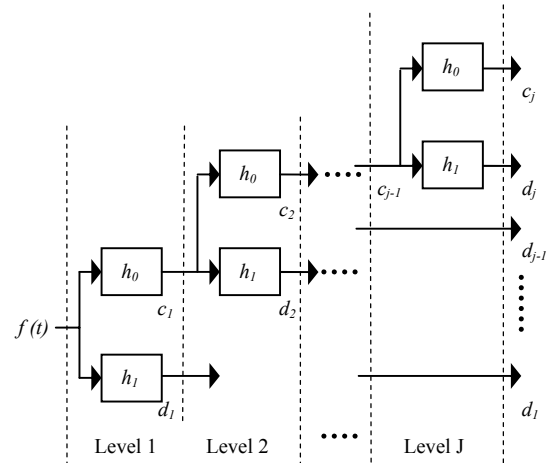 h₀
c_j
h₀ h₁
c₂ c_{j-1} d_j
d_{j-1}
h₀ h₁
c₁ d₂
f (t)
h₁
d₁ d₁
Level 1 Level 2 Level J